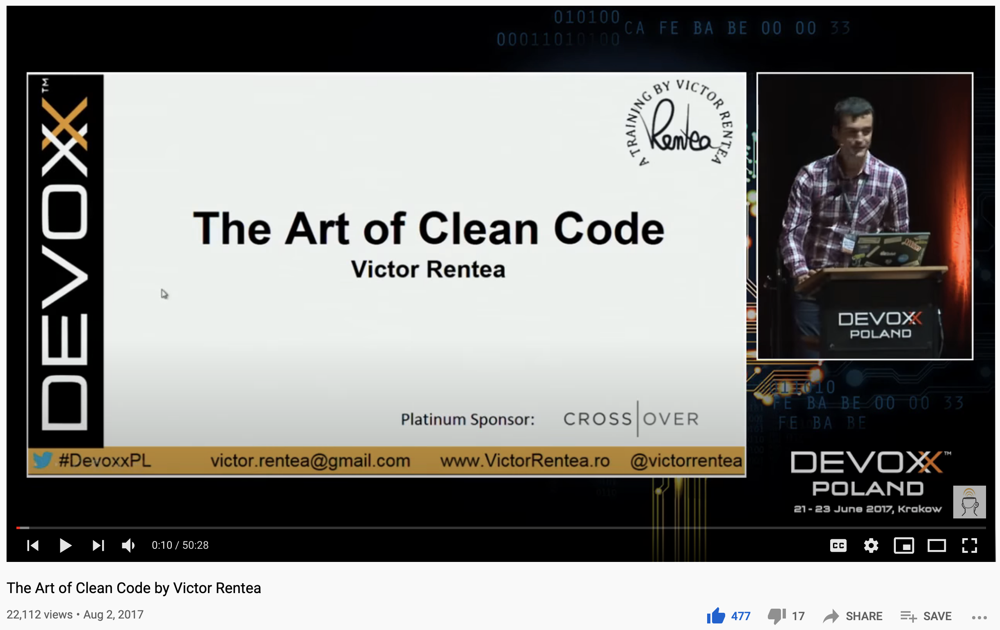 010100
00011010100
CA FE BA BE 00 00 33
DEVOXX™
A TRAINING BY VICTOR RENTEA
Rentea
The Art of Clean Code
Victor Rentea
Platinum Sponsor: CROSS OVER
#DevoxxPL victor.rentea@gmail.com www.VictorRentea.ro @victorrentea
DEVOXX
POLAND
011010
FE BA BE 00 00 33
FE BA BE
DEVOXX™
POLAND
21 - 23 June 2017, Krakow
0:10 / 50:28
CC
The Art of Clean Code by Victor Rentea
22,112 views • Aug 2, 2017
477 17 SHARE SAVE